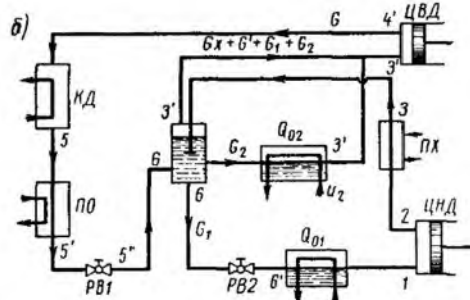 б)
G
4'
ЦВД
Gх + G' + G₁ + G₂
3'
КД
3'
3
5
6
G₂
Q₀₂
3'
ПХ
ПО
6
u₂
2
ЦНД
5'
5"
G₁
Q₀₁
РВ1
РВ2
6'
1